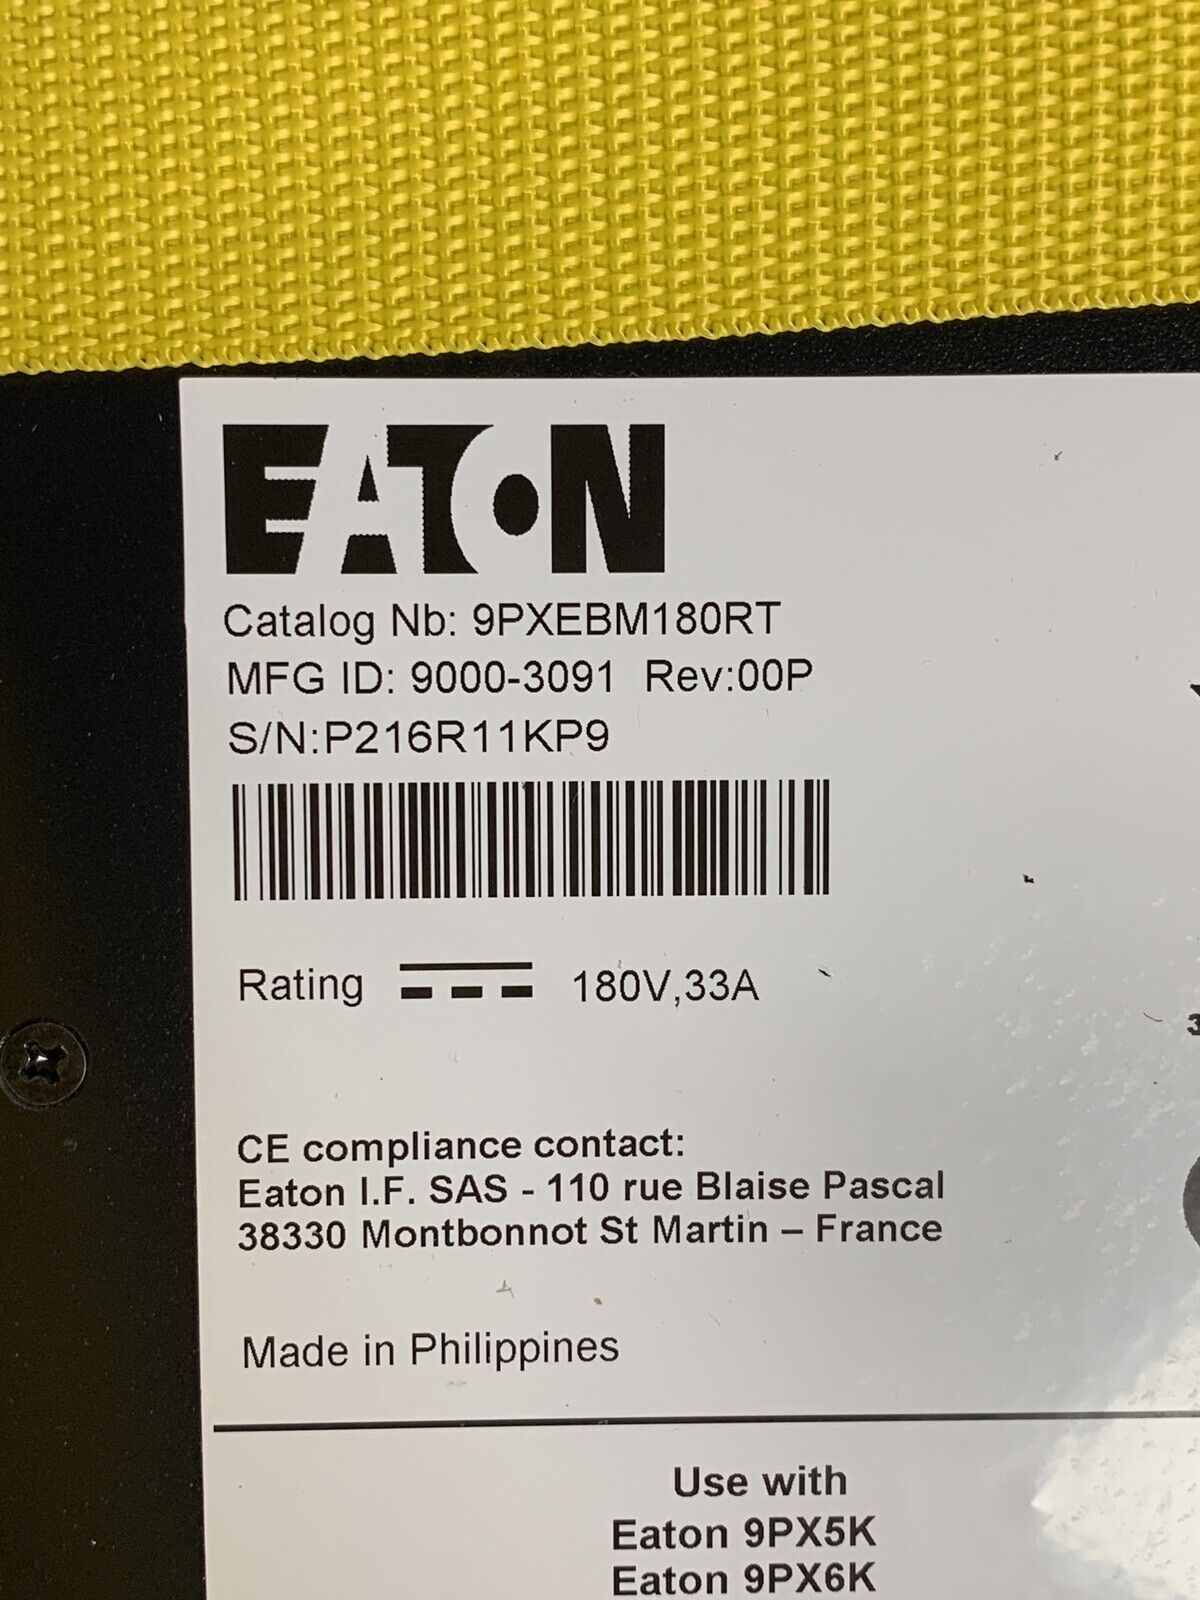 EATON
Catalog Nb: 9PXEBM180RT
MFG ID: 9000-3091 Rev:00P
S/N:P216R11KP9
Rating 180V,33A
CE compliance contact:
Eaton I.F. SAS - 110 rue Blaise Pascal
38330 Montbonnot St Martin – France
Made in Philippines
Use with
Eaton 9PX5K
Eaton 9PX6K